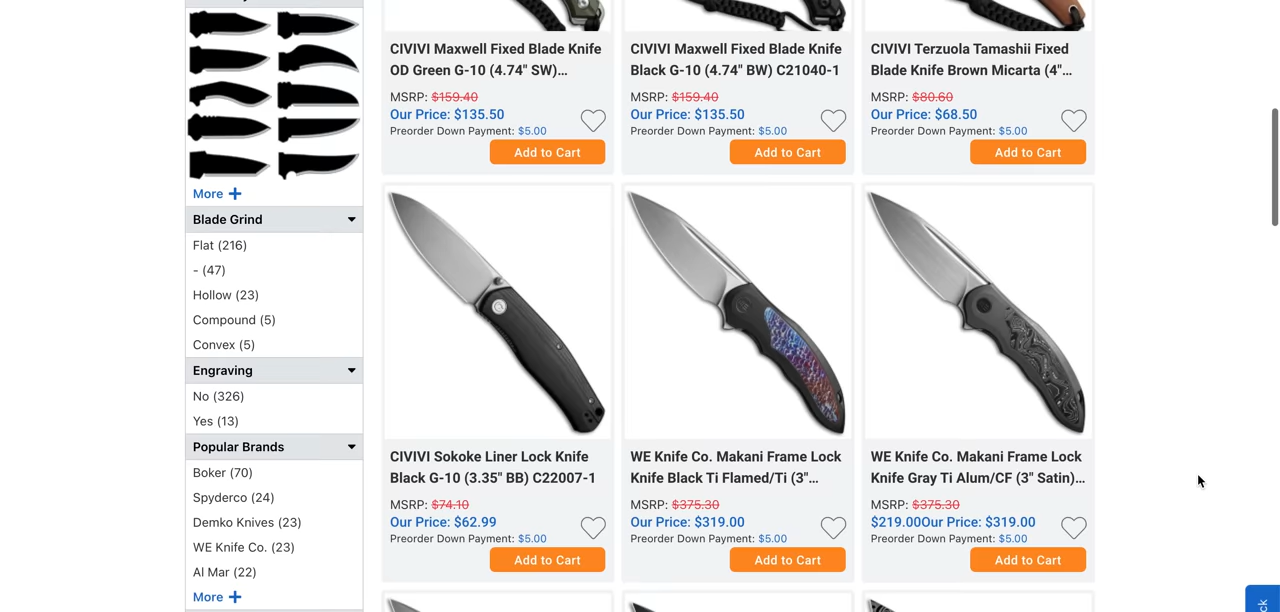 More +
Blade Grind
Flat (216)
- (47)
Hollow (23)
Compound (5)
Convex (5)
Engraving
No (326)
Yes (13)
Popular Brands
Boker (70)
Spyderco (24)
Demko Knives (23)
WE Knife Co. (23)
Al Mar (22)
More +
CIVIVI Maxwell Fixed Blade Knife
OD Green G-10 (4.74" SW)...
MSRP: $159.40
Our Price: $135.50
Preorder Down Payment: $5.00
Add to Cart
CIVIVI Maxwell Fixed Blade Knife
Black G-10 (4.74" BW) C21040-1
MSRP: $159.40
Our Price: $135.50
Preorder Down Payment: $5.00
Add to Cart
CIVIVI Terzuola Tamashii Fixed
Blade Knife Brown Micarta (4"...
MSRP: $80.60
Our Price: $68.50
Preorder Down Payment: $5.00
Add to Cart
CIVIVI Sokoke Liner Lock Knife
Black G-10 (3.35" BB) C22007-1
MSRP: $74.10
Our Price: $62.99
Preorder Down Payment: $5.00
Add to Cart
WE Knife Co. Makani Frame Lock
Knife Black Ti Flamed/Ti (3"...
MSRP: $375.30
Our Price: $319.00
Preorder Down Payment: $5.00
Add to Cart
WE Knife Co. Makani Frame Lock
Knife Gray Ti Alum/CF (3" Satin)...
MSRP: $375.30
$219.00Our Price: $319.00
Preorder Down Payment: $5.00
Add to Cart